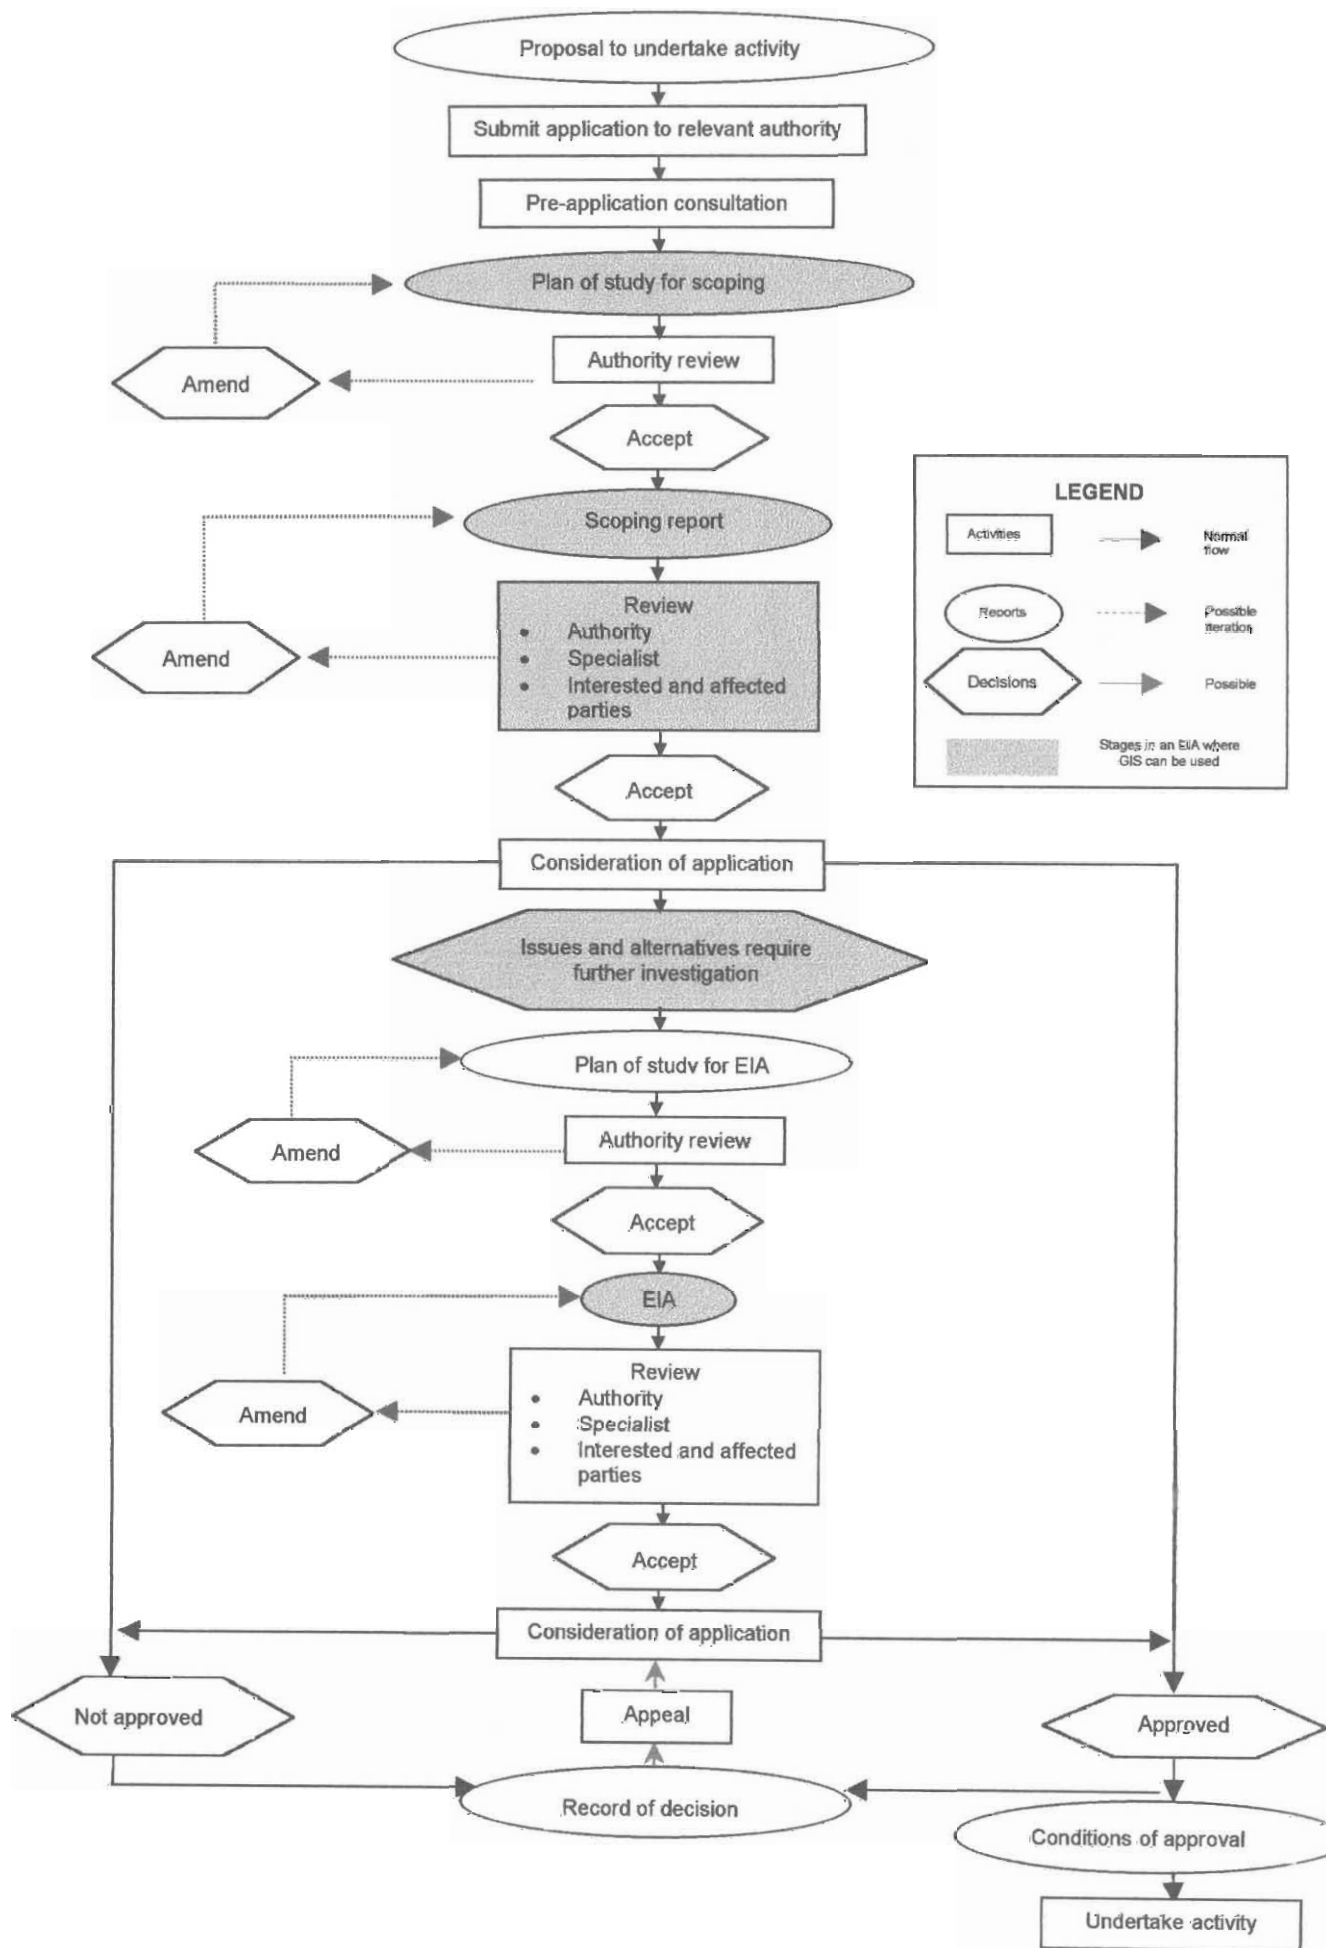 Proposal to undertake activity
Submit application to relevant authority
Pre-application consultation
Plan of study for scoping
Authority review
Amend
Accept
Scoping report
Review
• Authority
• Specialist
• Interested and affected
parties
Amend
Accept
LEGEND
Activities
Normal
flow
Reports
Possible
iteration
Decisions
Possible
Stages in an EIA where
GIS can be used
Consideration of application
Issues and alternatives require
further investigation
Plan of study for EIA
Authority review
Amend
Accept
EIA
Review
• Authority
• Specialist
• Interested and affected
parties
Amend
Accept
Consideration of application
Not approved
Appeal
Approved
Record of decision
Conditions of approval
Undertake activity